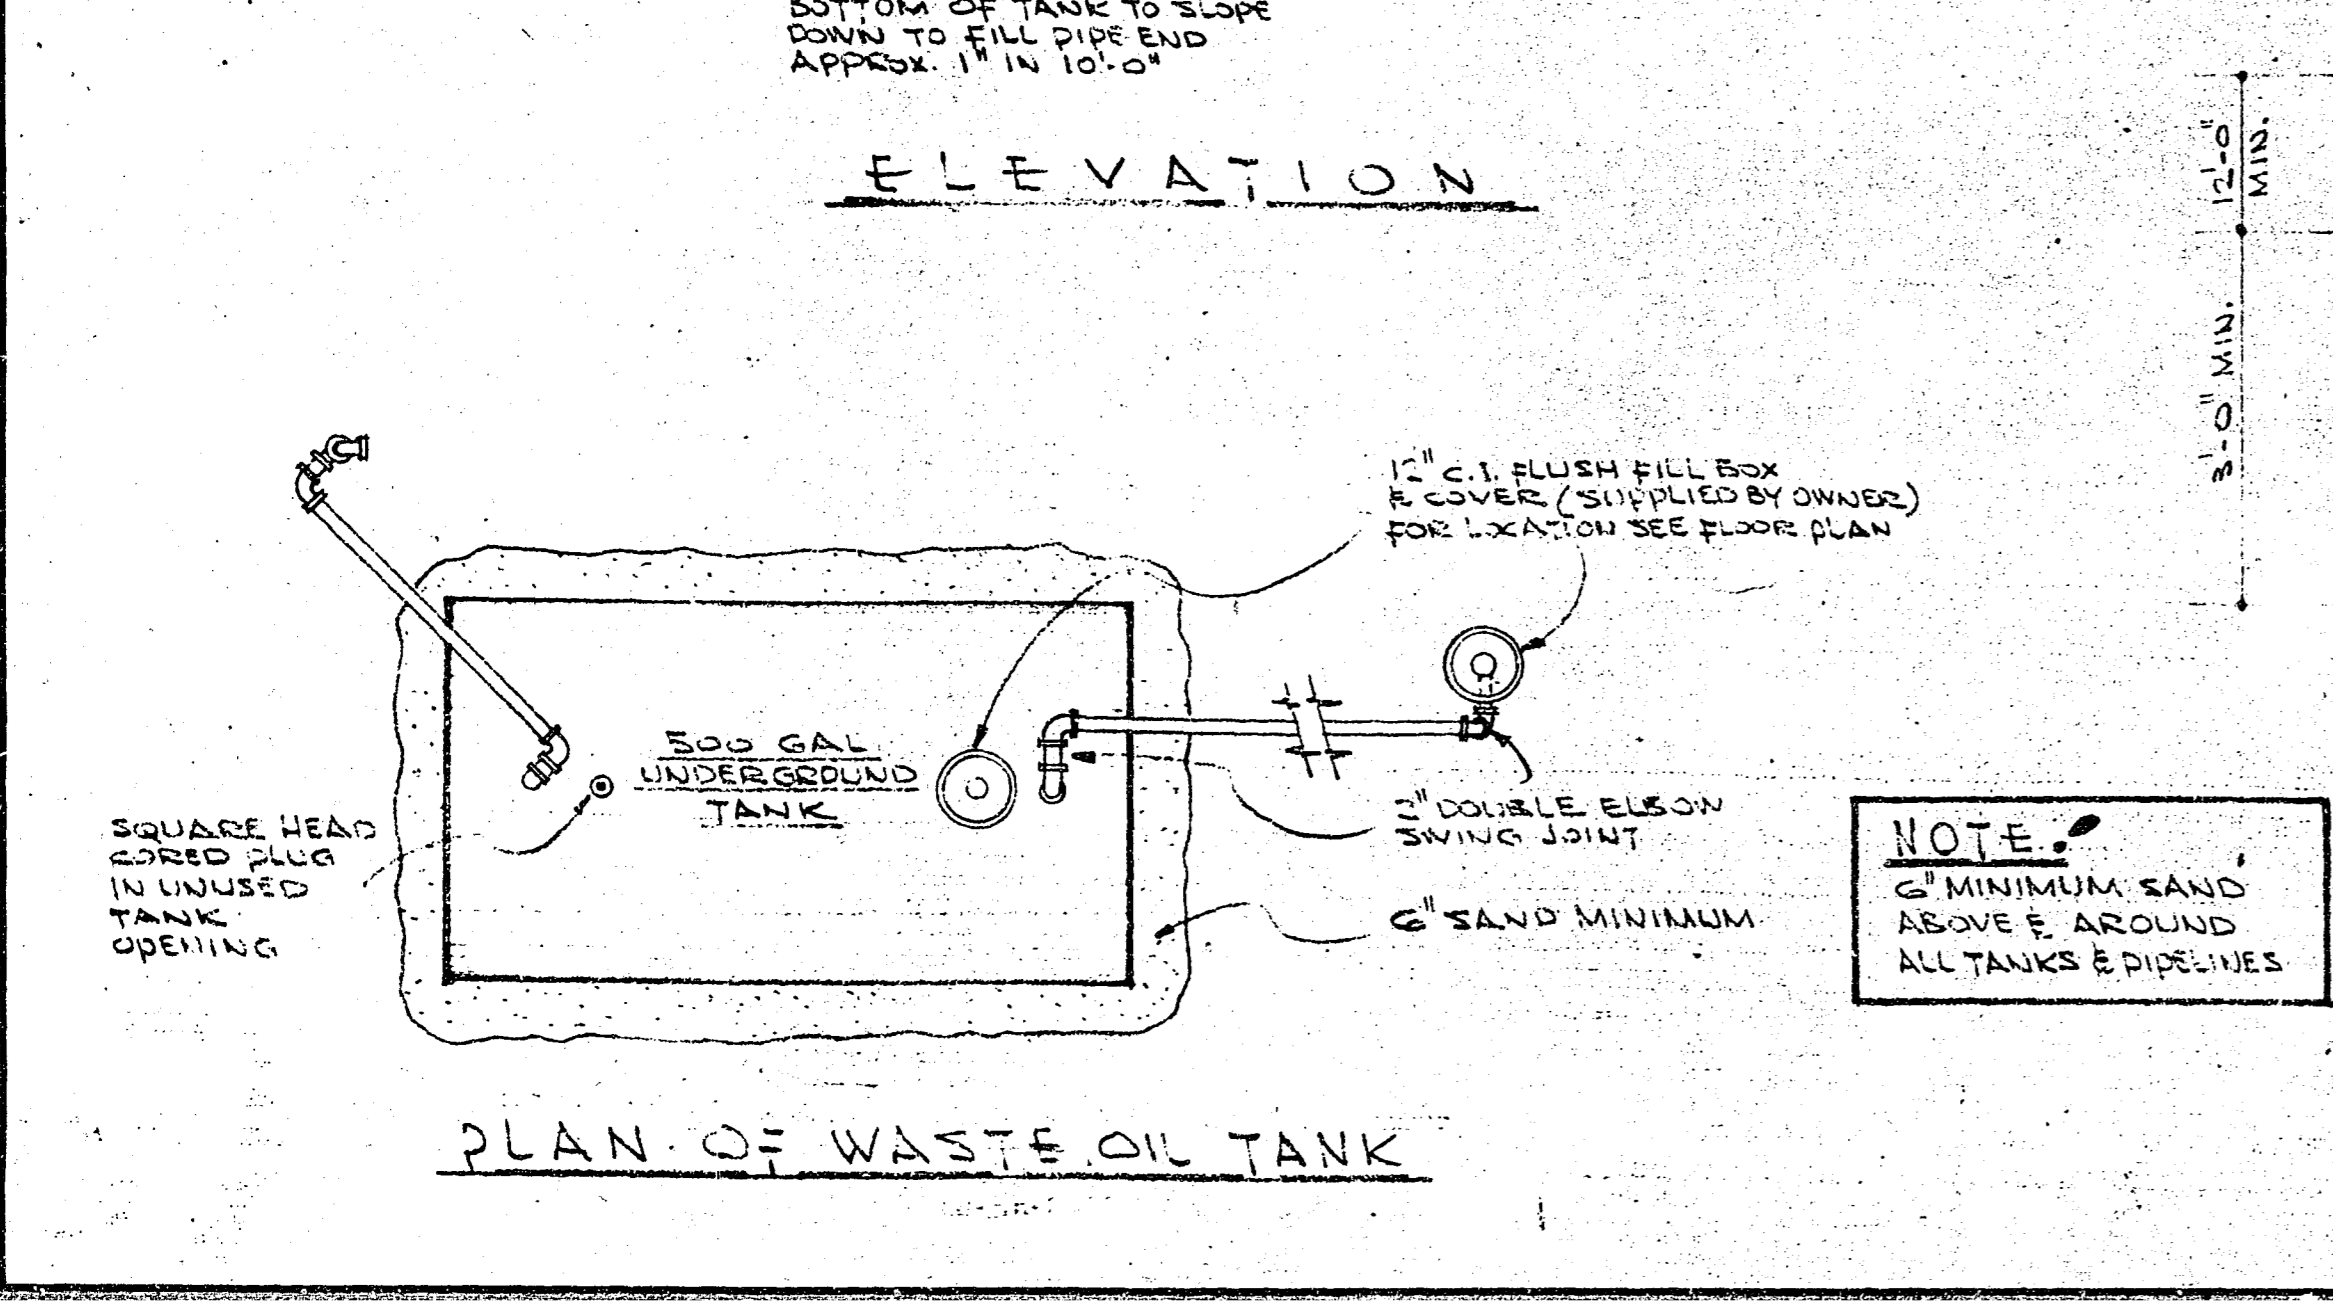 BOTTOM OF TANK TO SLOPE
DOWN TO FILL PIPE END
APPROX. 1" IN 10'-0"
ELEVATION
12'-0"
MIN.
3'-0" MIN.
12" C.I. FLUSH FILL BOX
& COVER (SUPPLIED BY OWNER)
FOR LOCATION SEE FLOOR PLAN
500 GAL
UNDERGROUND
TANK
SQUARE HEAD
CORED PLUG
IN UNUSED
TANK
OPENING
2" DOUBLE ELBOW
SWING JOINT
6" SAND MINIMUM
NOTE:
6" MINIMUM SAND
ABOVE & AROUND
ALL TANKS & PIPELINES
PLAN OF WASTE OIL TANK